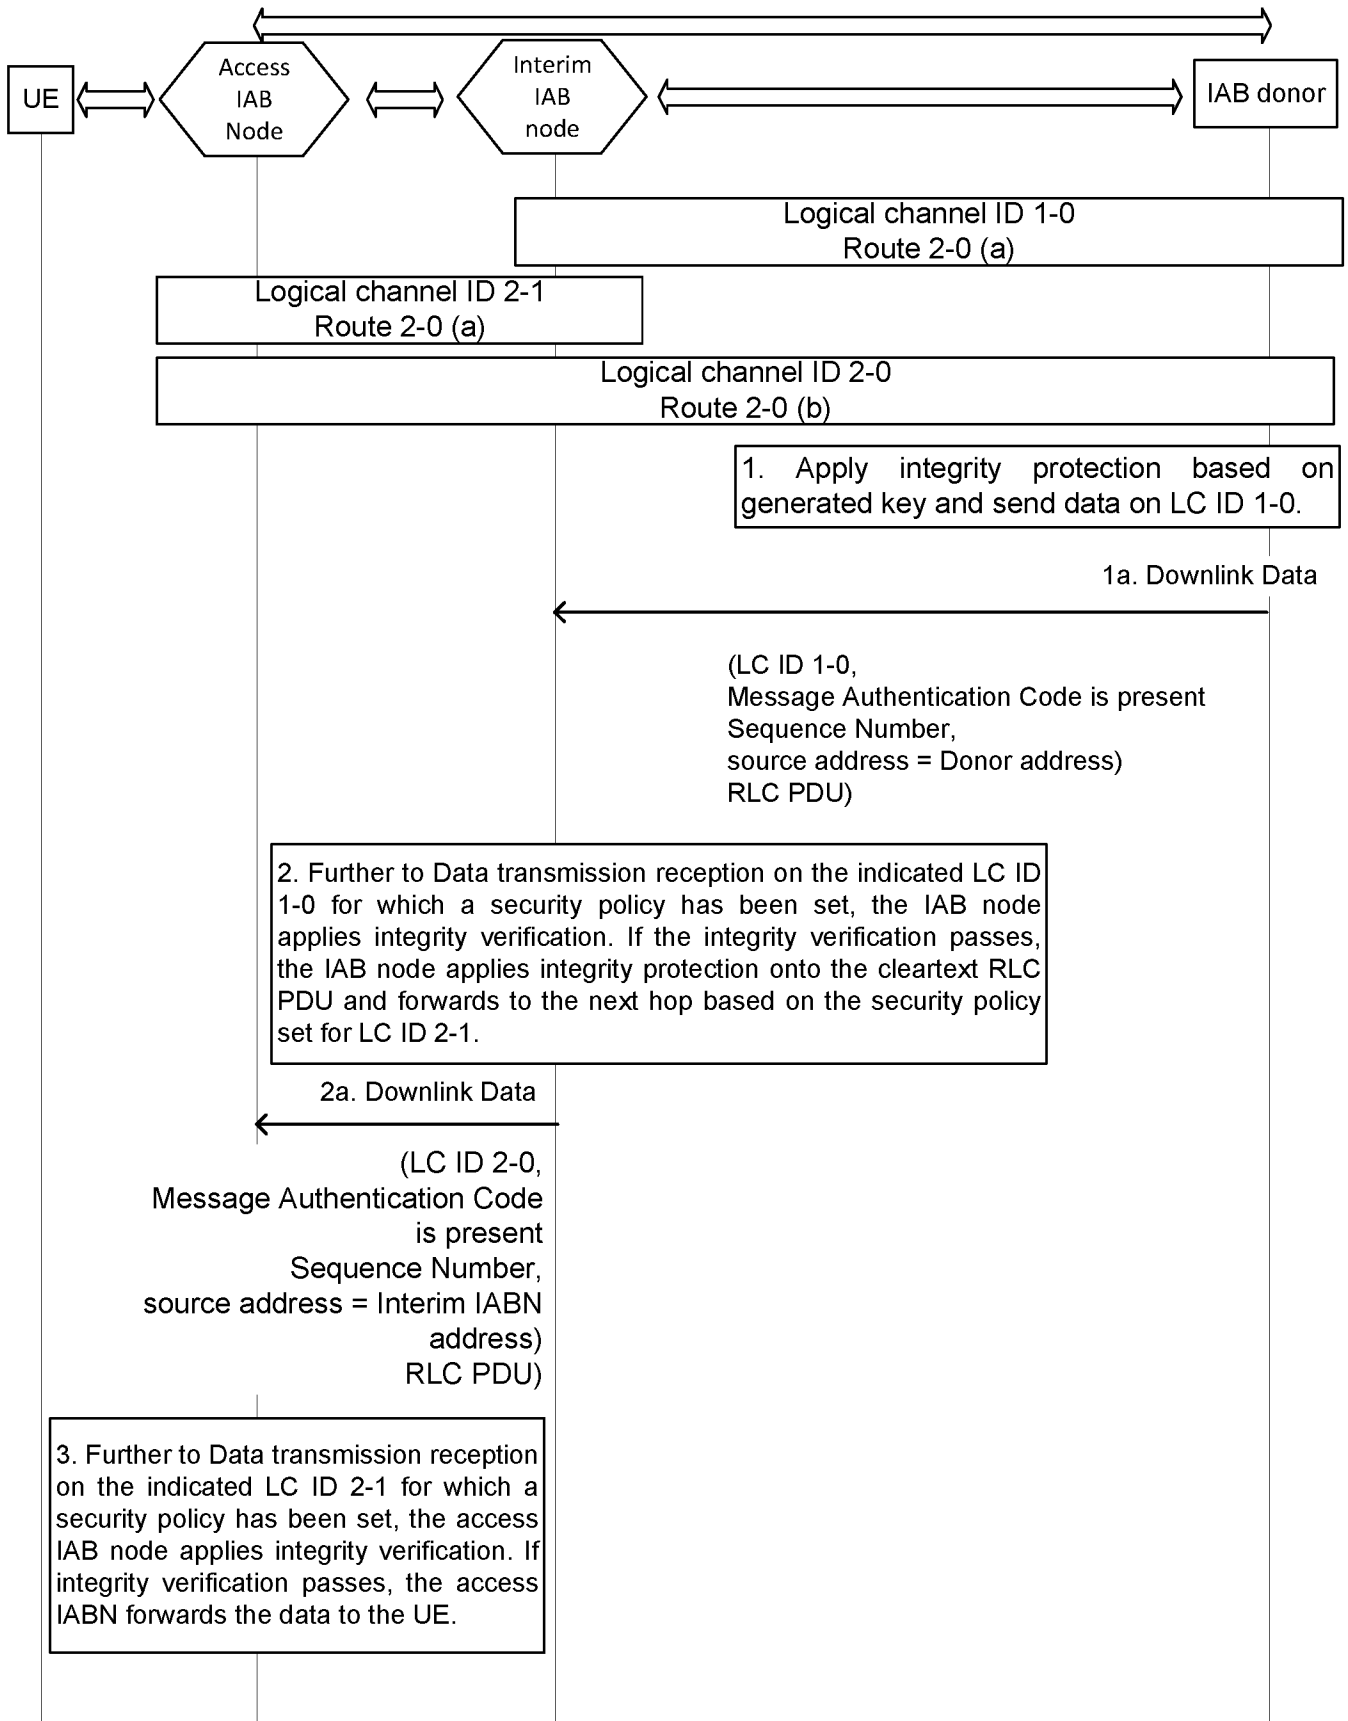 UE
Access
IAB
Node
Interim
IAB
node
IAB donor
Logical channel ID 1-0
Route 2-0 (a)
Logical channel ID 2-1
Route 2-0 (a)
Logical channel ID 2-0
Route 2-0 (b)
1. Apply integrity protection based on
generated key and send data on LC ID 1-0.
1a. Downlink Data
(LC ID 1-0,
Message Authentication Code is present
Sequence Number,
source address = Donor address)
RLC PDU)
2. Further to Data transmission reception on the indicated LC ID
1-0 for which a security policy has been set, the IAB node
applies integrity verification. If the integrity verification passes,
the IAB node applies integrity protection onto the cleartext RLC
PDU and forwards to the next hop based on the security policy
set for LC ID 2-1.
2a. Downlink Data
(LC ID 2-0,
Message Authentication Code
is present
Sequence Number,
source address = Interim IABN
address)
RLC PDU)
3. Further to Data transmission reception
on the indicated LC ID 2-1 for which a
security policy has been set, the access
IAB node applies integrity verification. If
integrity verification passes, the access
IABN forwards the data to the UE.